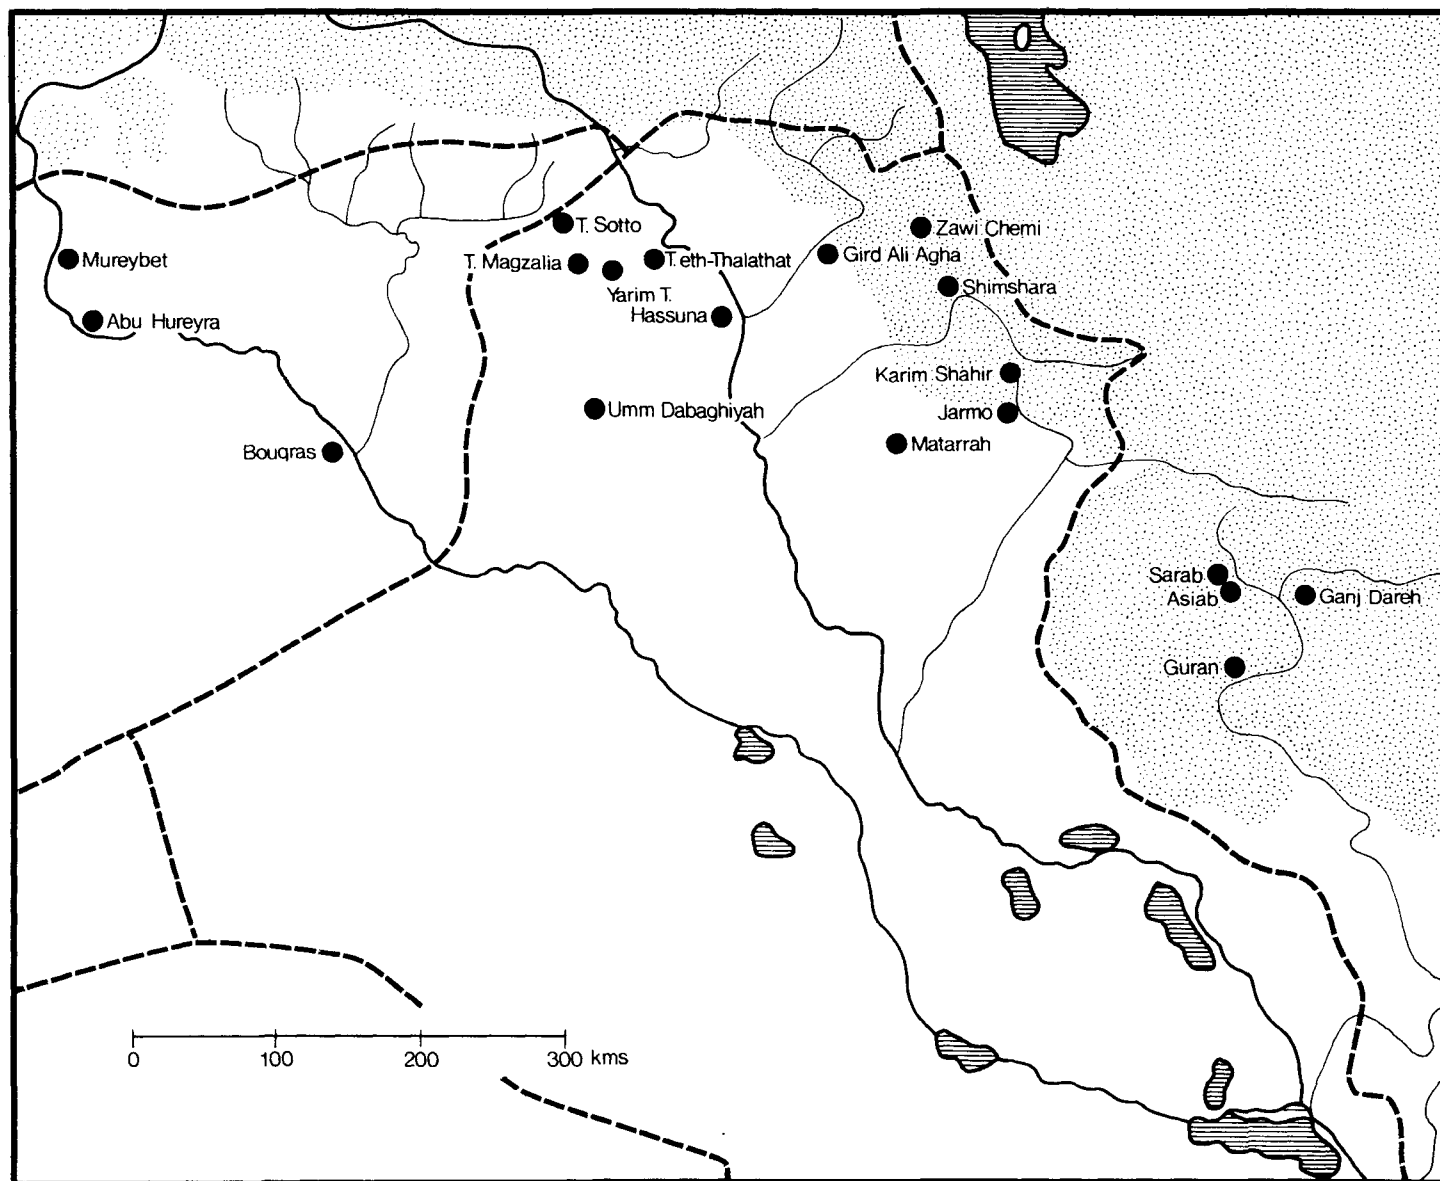 T. Sotto
Zawi Chemi
Mureybet
T. Magzalia
T. eth-Thalathat
Gird Ali Agha
Shimshara
Yarim T.
Hassuna
Abu Hureyra
Karim Shahir
Umm Dabaghiyah
Jarmo
Matarrah
Bouqras
Sarab
Asiab
Ganj Dareh
Guran
0 100 200 300 kms